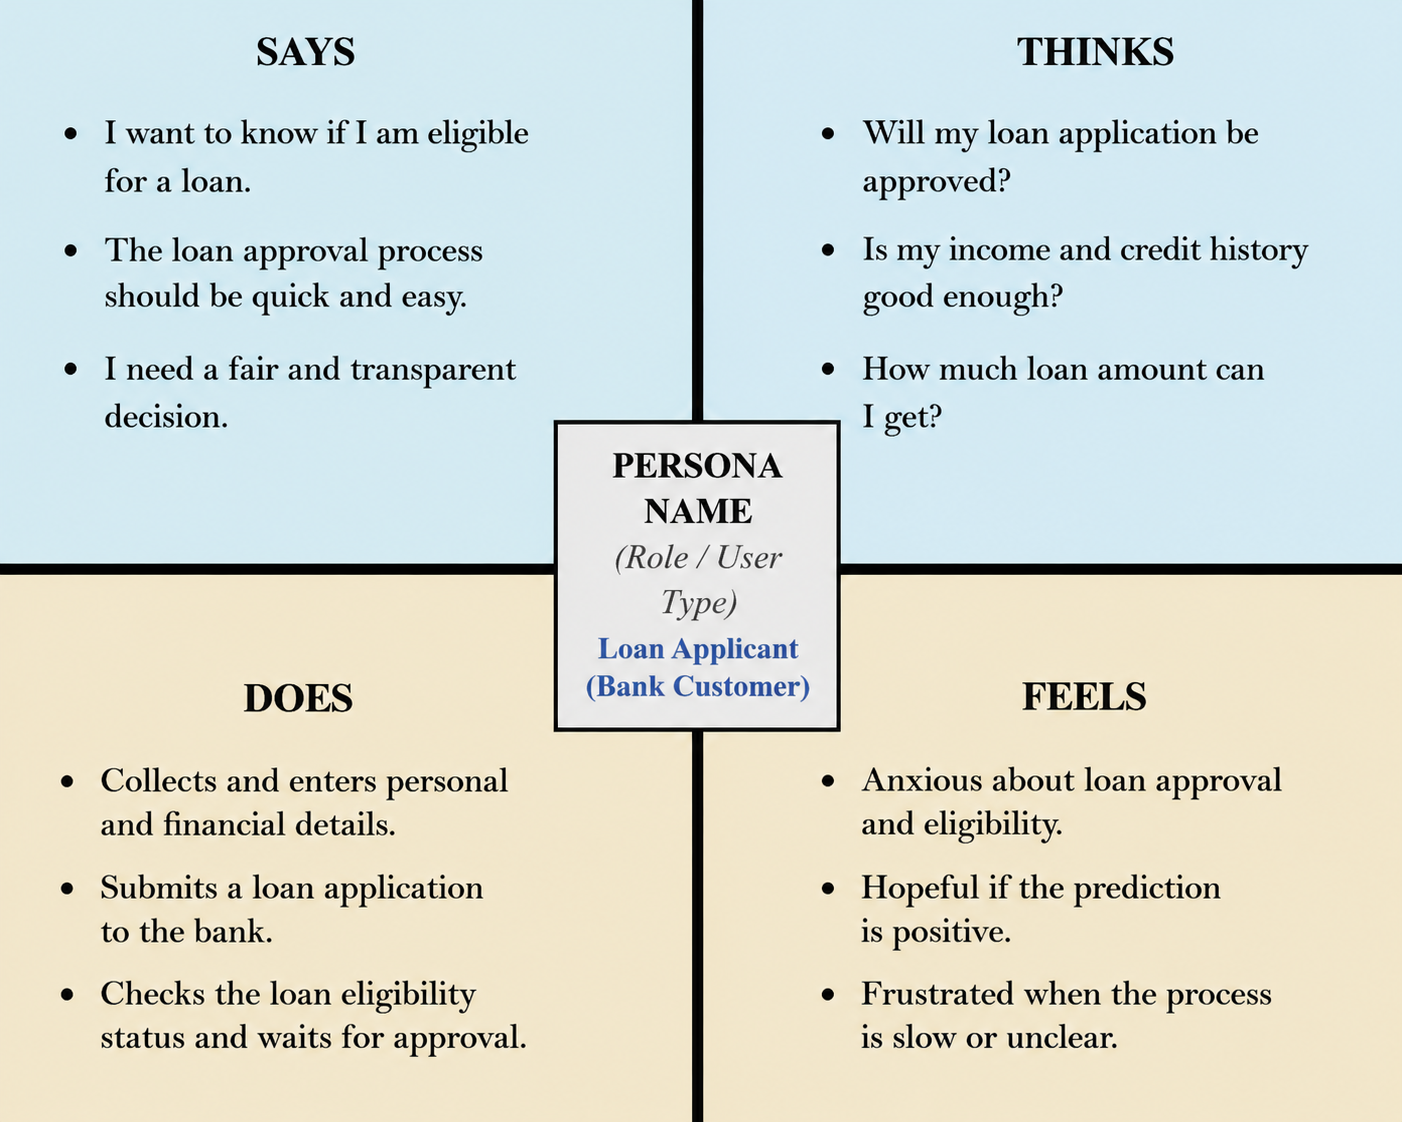 SAYS
• I want to know if I am eligible
for a loan.
• The loan approval process
should be quick and easy.
• I need a fair and transparent
decision.
THINKS
• Will my loan application be
approved?
• Is my income and credit history
good enough?
• How much loan amount can
I get?
PERSONA
NAME
(Role / User
Type)
Loan Applicant
(Bank Customer)
DOES
• Collects and enters personal
and financial details.
• Submits a loan application
to the bank.
• Checks the loan eligibility
status and waits for approval.
FEELS
• Anxious about loan approval
and eligibility.
• Hopeful if the prediction
is positive.
• Frustrated when the process
is slow or unclear.